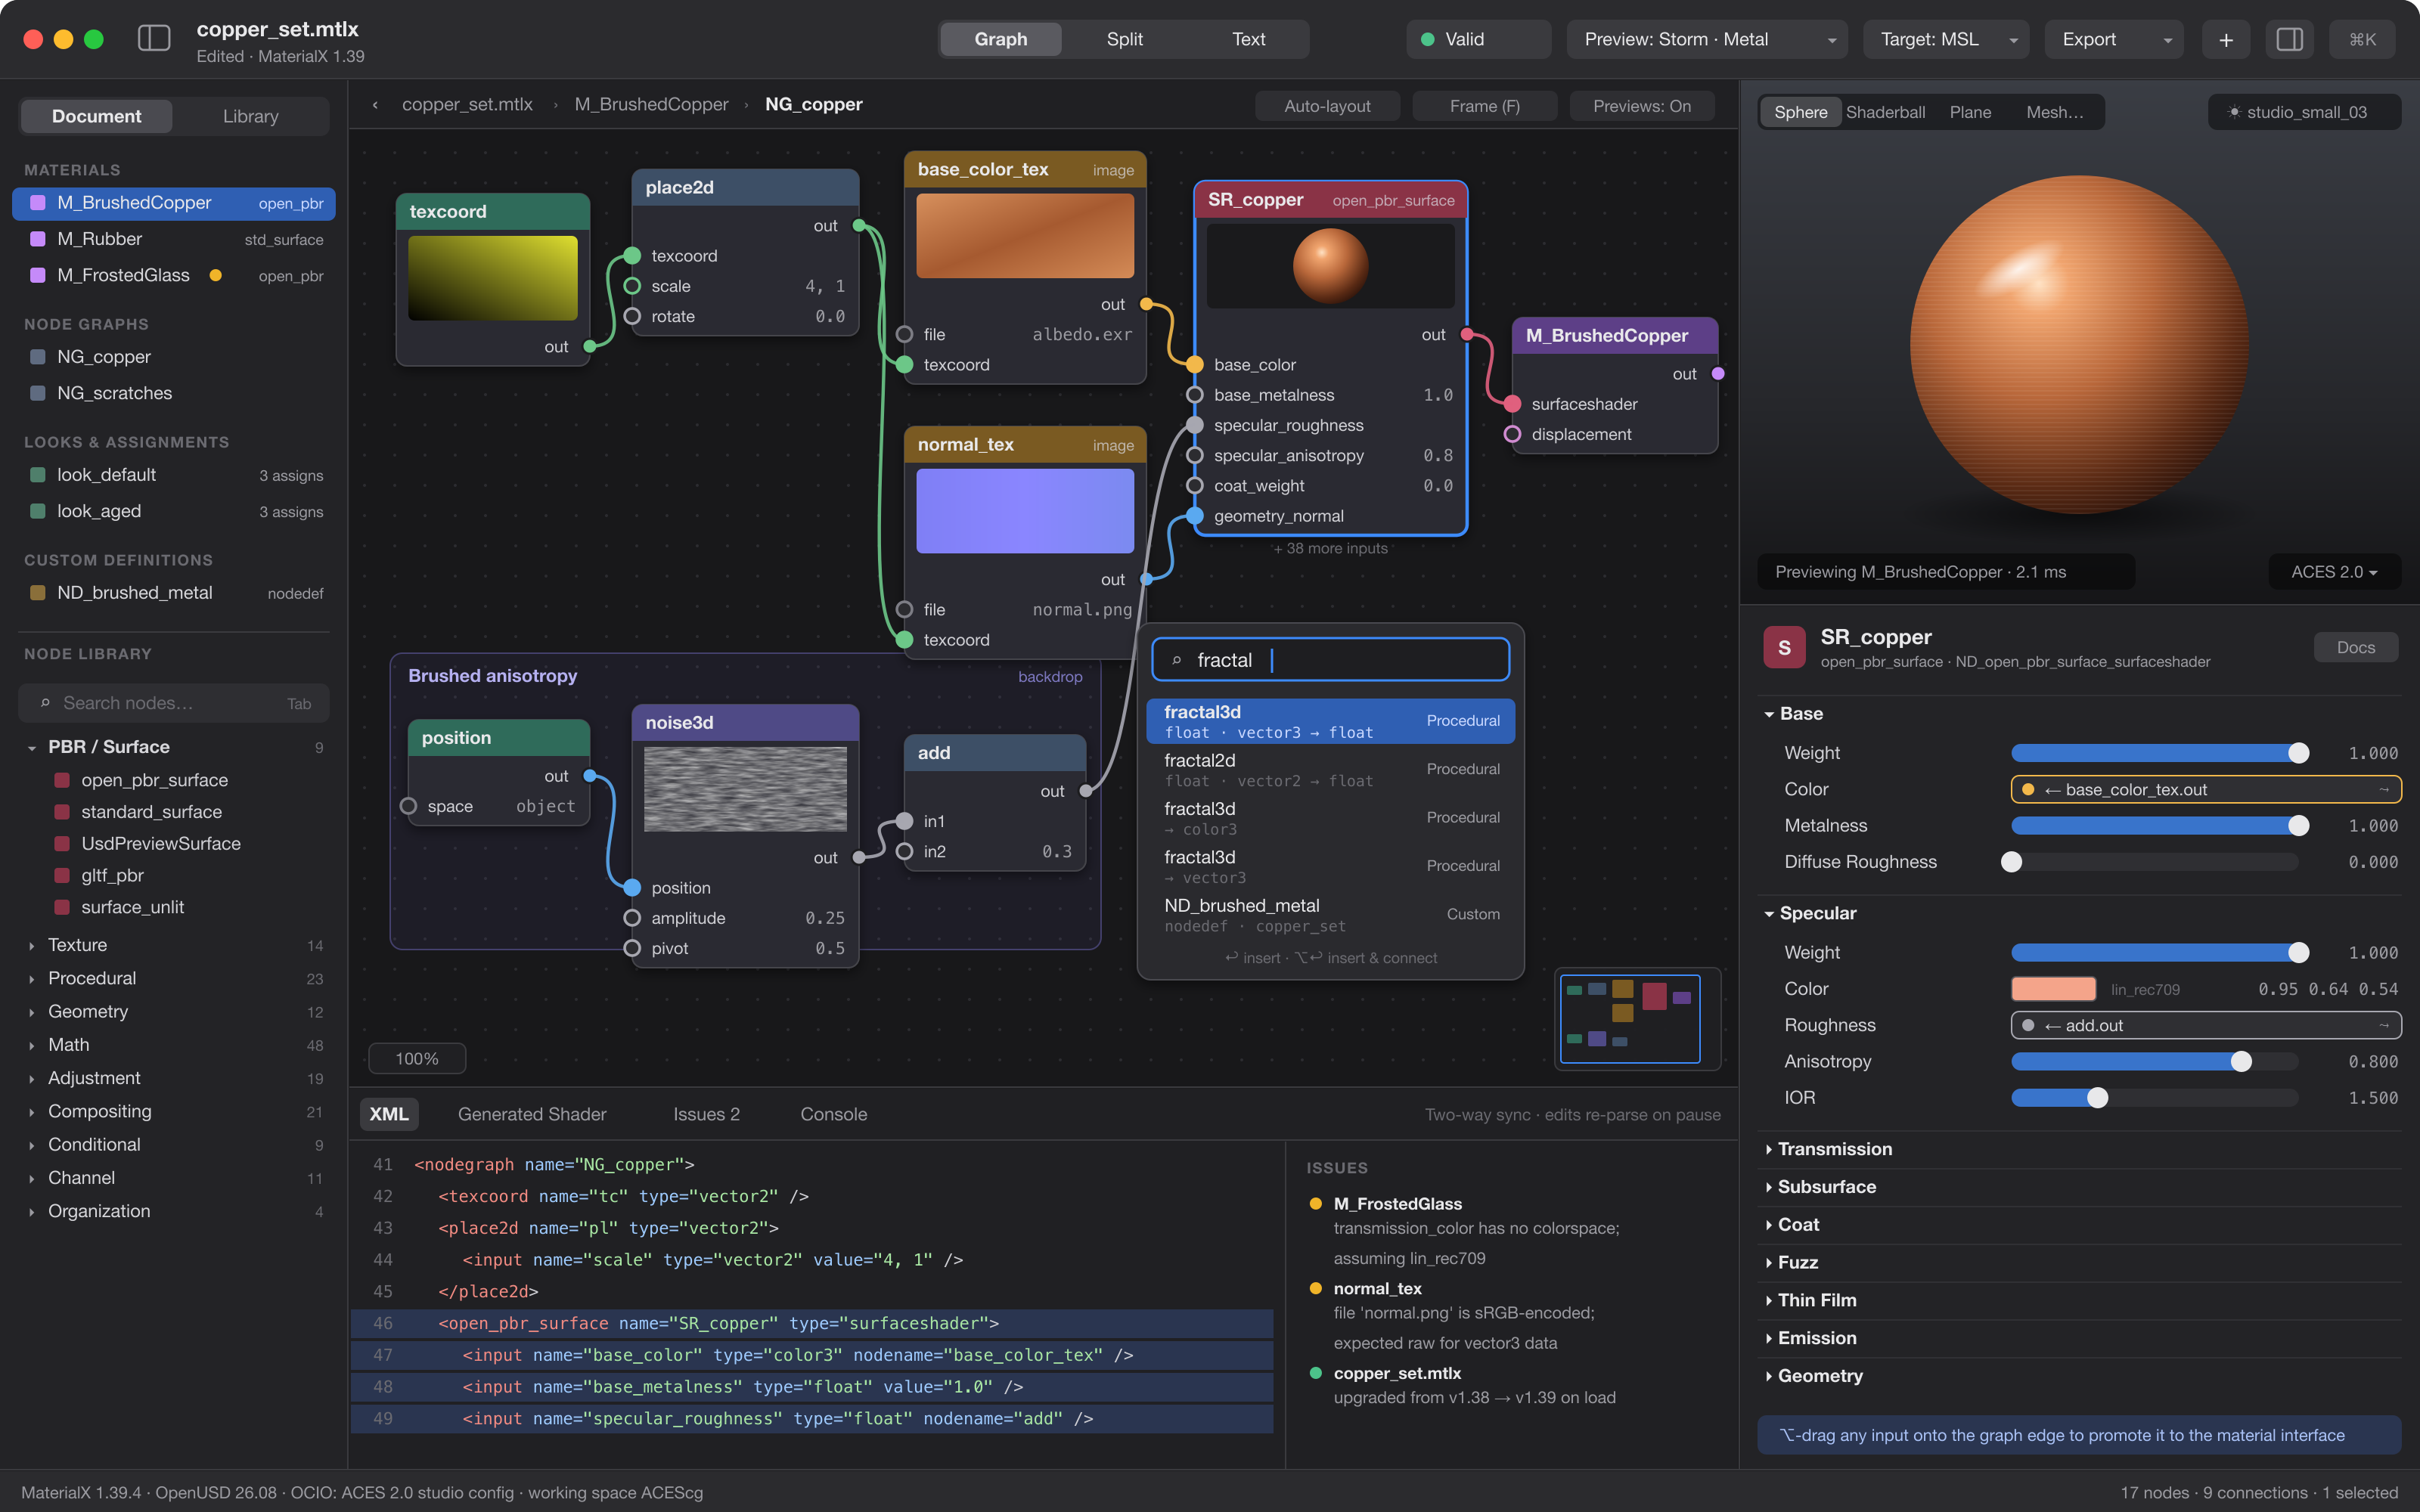 copper_set.mtlx
Edited · MaterialX 1.39
Graph
Split
Text
Valid
Preview: Storm · Metal
Target: MSL
Export
+
⌘K
Document
Library
MATERIALS
M_BrushedCopper open_pbr
M_Rubber std_surface
M_FrostedGlass open_pbr
NODE GRAPHS
NG_copper
NG_scratches
LOOKS & ASSIGNMENTS
look_default 3 assigns
look_aged 3 assigns
CUSTOM DEFINITIONS
ND_brushed_metal nodedef
NODE LIBRARY
Search nodes… Tab
PBR / Surface 9
open_pbr_surface
standard_surface
UsdPreviewSurface
gltf_pbr
surface_unlit
Texture 14
Procedural 23
Geometry 12
Math 48
Adjustment 19
Compositing 21
Conditional 9
Channel 11
Organization 4
‹ copper_set.mtlx › M_BrushedCopper › NG_copper
Auto-layout
Frame (F)
Previews: On
texcoord
out
place2d
out
texcoord
scale 4, 1
rotate 0.0
base_color_tex image
out
file albedo.exr
texcoord
normal_tex image
out
file normal.png
texcoord
SR_copper open_pbr_surface
out
base_color
base_metalness 1.0
specular_roughness
specular_anisotropy 0.8
coat_weight 0.0
geometry_normal
+ 38 more inputs
M_BrushedCopper
out
surfaceshader
displacement
Brushed anisotropy backdrop
position
out
space object
noise3d
out
position
amplitude 0.25
pivot 0.5
add
out
in1
in2 0.3
fractal
fractal3d Procedural
float · vector3 → float
fractal2d Procedural
float · vector2 → float
fractal3d Procedural
→ color3
fractal3d Procedural
→ vector3
ND_brushed_metal Custom
nodedef · copper_set
↩ insert · ⌥↩ insert & connect
100%
XML
Generated Shader
Issues 2
Console
Two-way sync · edits re-parse on pause
41 <nodegraph name="NG_copper">
42 <texcoord name="tc" type="vector2" />
43 <place2d name="pl" type="vector2">
44 <input name="scale" type="vector2" value="4, 1" />
45 </place2d>
46 <open_pbr_surface name="SR_copper" type="surfaceshader">
47 <input name="base_color" type="color3" nodename="base_color_tex" />
48 <input name="base_metalness" type="float" value="1.0" />
49 <input name="specular_roughness" type="float" nodename="add" />
ISSUES
M_FrostedGlass
transmission_color has no colorspace;
assuming lin_rec709
normal_tex
file 'normal.png' is sRGB-encoded;
expected raw for vector3 data
copper_set.mtlx
upgraded from v1.38 → v1.39 on load
Sphere
Shaderball
Plane
Mesh…
☀ studio_small_03
Previewing M_BrushedCopper · 2.1 ms
ACES 2.0
S
SR_copper
open_pbr_surface · ND_open_pbr_surface_surfaceshader
Docs
Base
Weight 1.000
Color ← base_color_tex.out →
Metalness 1.000
Diffuse Roughness 0.000
Specular
Weight 1.000
Color lin_rec709 0.95 0.64 0.54
Roughness ← add.out →
Anisotropy 0.800
IOR 1.500
Transmission
Subsurface
Coat
Fuzz
Thin Film
Emission
Geometry
⌥-drag any input onto the graph edge to promote it to the material interface
MaterialX 1.39.4 · OpenUSD 26.08 · OCIO: ACES 2.0 studio config · working space ACEScg
17 nodes · 9 connections · 1 selected